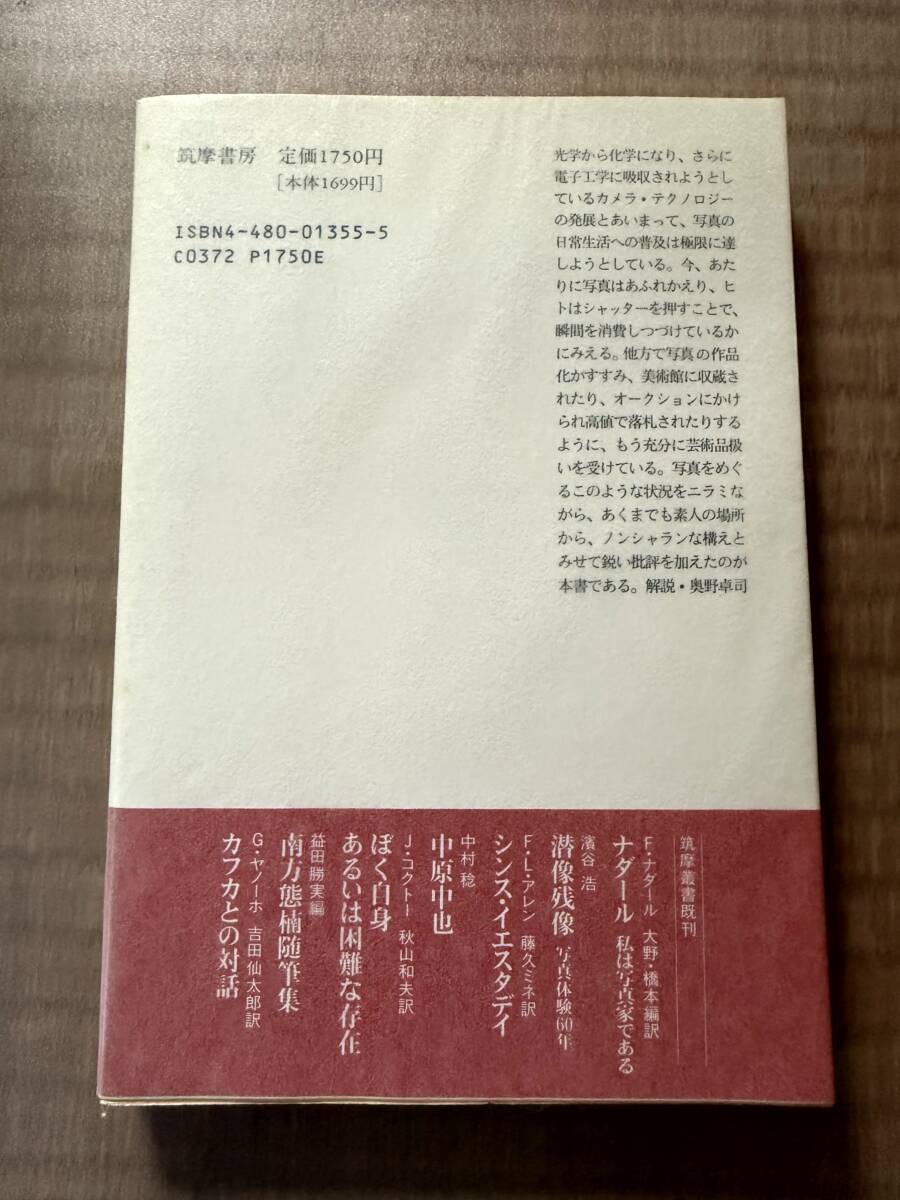 筑摩書房 定価1750円
[本体1699円]
ISBN4-480-01355-5
C0372 P1750E
光学から化学になり、さらに
電子工学に吸収されようとし
ているカメラ・テクノロジー
の発展とあいまって、写真の
日常生活への普及は極限に達
しようとしている。今、あた
りに写真はあふれかえり、ヒ
トはシャッターを押すことで、
瞬間を消費しつづけているか
にみえる。他方で写真の作品
化がすすみ、美術館に収蔵さ
れたり、オークションにかけ
られ高値で落札されたりする
ように、もう充分に芸術品扱
いを受けている。写真をめぐ
るこのような状況をニラミな
がら、あくまでも素人の場所
から、ノンシャランな構えと
みせて鋭い批評を加えたのが
本書である。解説・奥野卓司
筑摩叢書既刊
F・ナダール 大野・橋本編訳
ナダール 私は写真家である
濱谷浩
潜像残像 写真体験60年
F・L・アレン 藤久ミネ訳
シンス・イエスタデイ
中村稔
中原中也
J・コクトー 秋山和夫訳
ぼく自身
あるいは困難な存在
益田勝実編
南方熊楠随筆集
G・ヤノーホ 吉田仙太郎訳
カフカとの対話